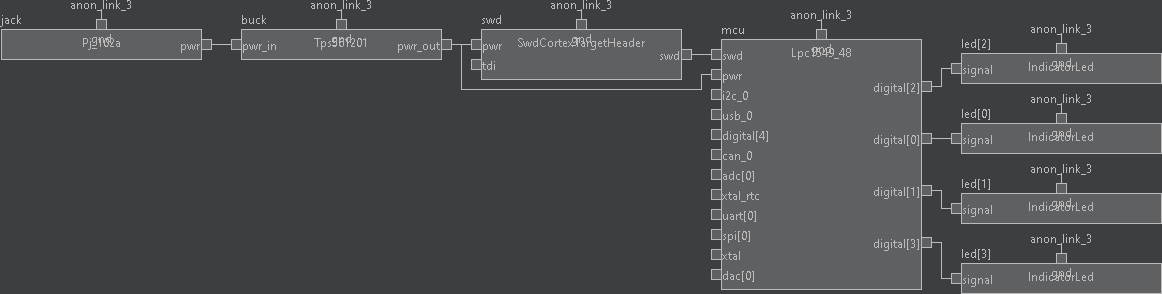 anon_link_3
jack
gnd
Pj_102a
pwr
anon_link_3
buck
gnd
pwr_in
Tps561201
pwr_out
anon_link_3
swd
gnd
pwr
SwdCortexTargetHeader
swd
tdi
anon_link_3
mcu
gnd
Lpc1549_48
swd
pwr
i2c_0
usb_0
digital[4]
can_0
adc[0]
xtal_rtc
uart[0]
spi[0]
xtal
dac[0]
digital[2]
digital[0]
digital[1]
digital[3]
anon_link_3
led[2]
gnd
signal
IndicatorLed
anon_link_3
led[0]
gnd
signal
IndicatorLed
anon_link_3
led[1]
gnd
signal
IndicatorLed
anon_link_3
led[3]
gnd
signal
IndicatorLed